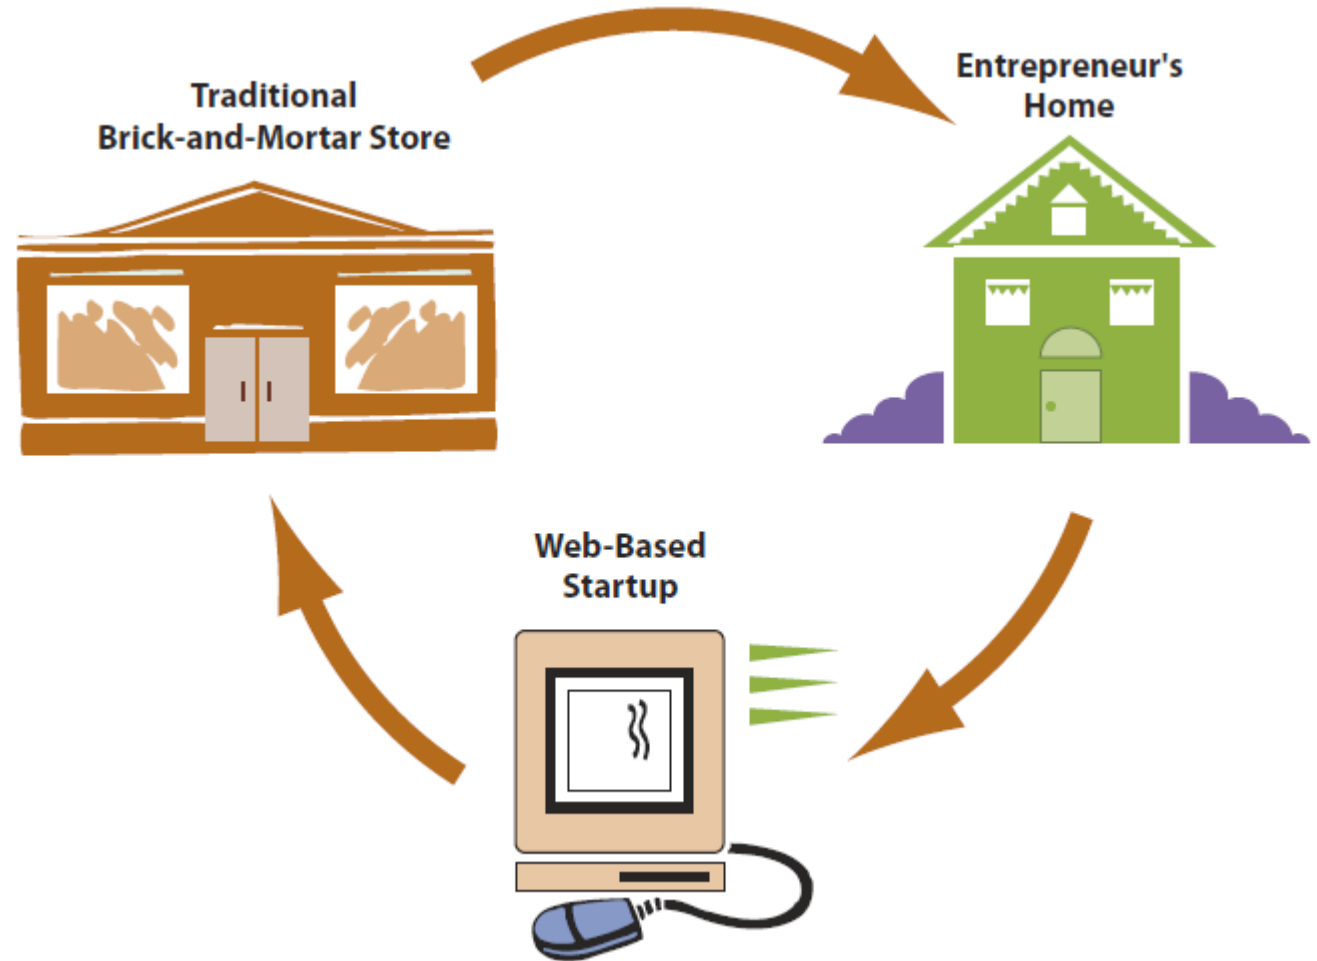 Traditional
Brick-and-Mortar Store
Entrepreneur's
Home
Web-Based
Startup